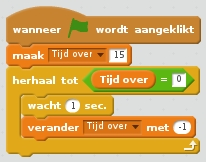 wanneer wordt aangeklikt
maak Tijd over 15
herhaal tot Tijd over = 0
wacht 1 sec.
verander Tijd over met -1